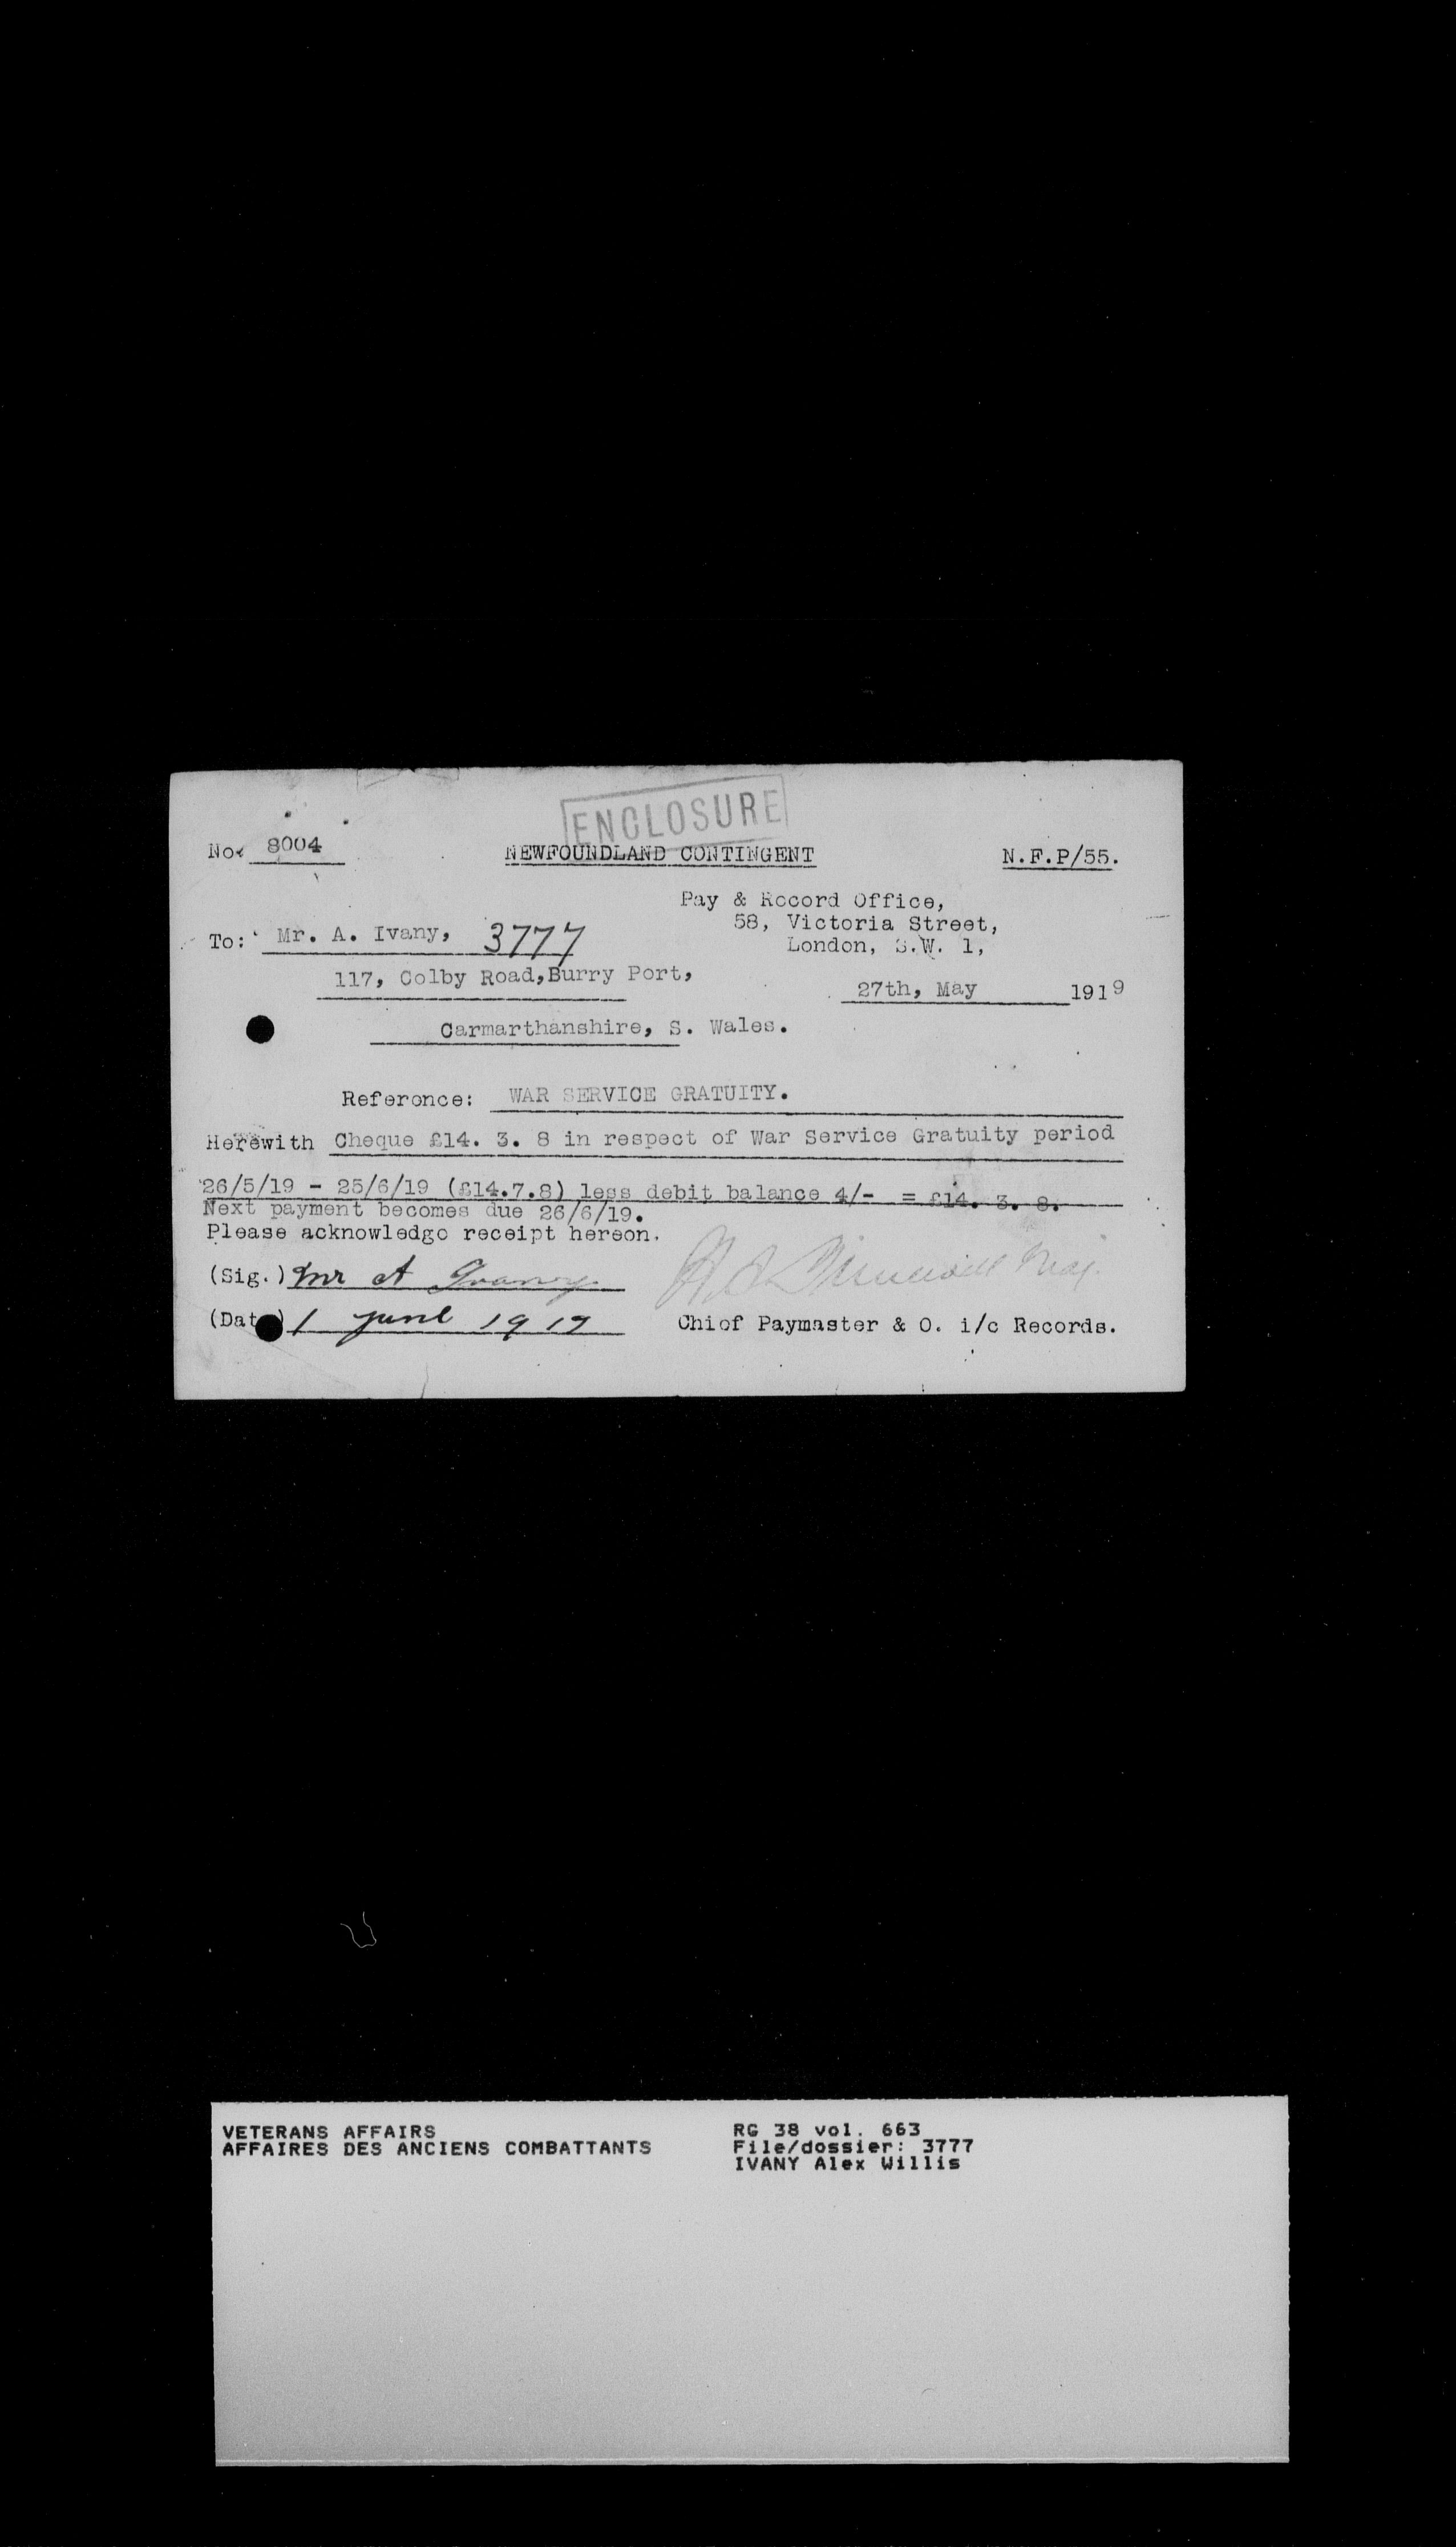 ENCLOSURE
No. 8004
NEWFOUNDLAND CONTINGENT
N.F.P/55.
Pay & Record Office,
58, Victoria Street,
London, S.W. 1,
To: Mr. A. Ivany, 3777
117, Colby Road,Burry Port,
27th, May 1919
Carmarthanshire, S. Wales.
Reference: WAR SERVICE GRATUITY.
Herewith Cheque £14. 3. 8 in respect of War Service Gratuity period
26/5/19 - 25/6/19 (£14.7.8) less debit balance 4/- = £14. 3. 8.
Next payment becomes due 26/6/19.
Please acknowledge receipt hereon.
(Sig.) Mr A Ivany
(Dat ) 1 June 1919
Maj.
Chief Paymaster & O. i/c Records.
VETERANS AFFAIRS
AFFAIRES DES ANCIENS COMBATTANTS
RG 38 vol. 663
File/dossier: 3777
IVANY Alex Willis